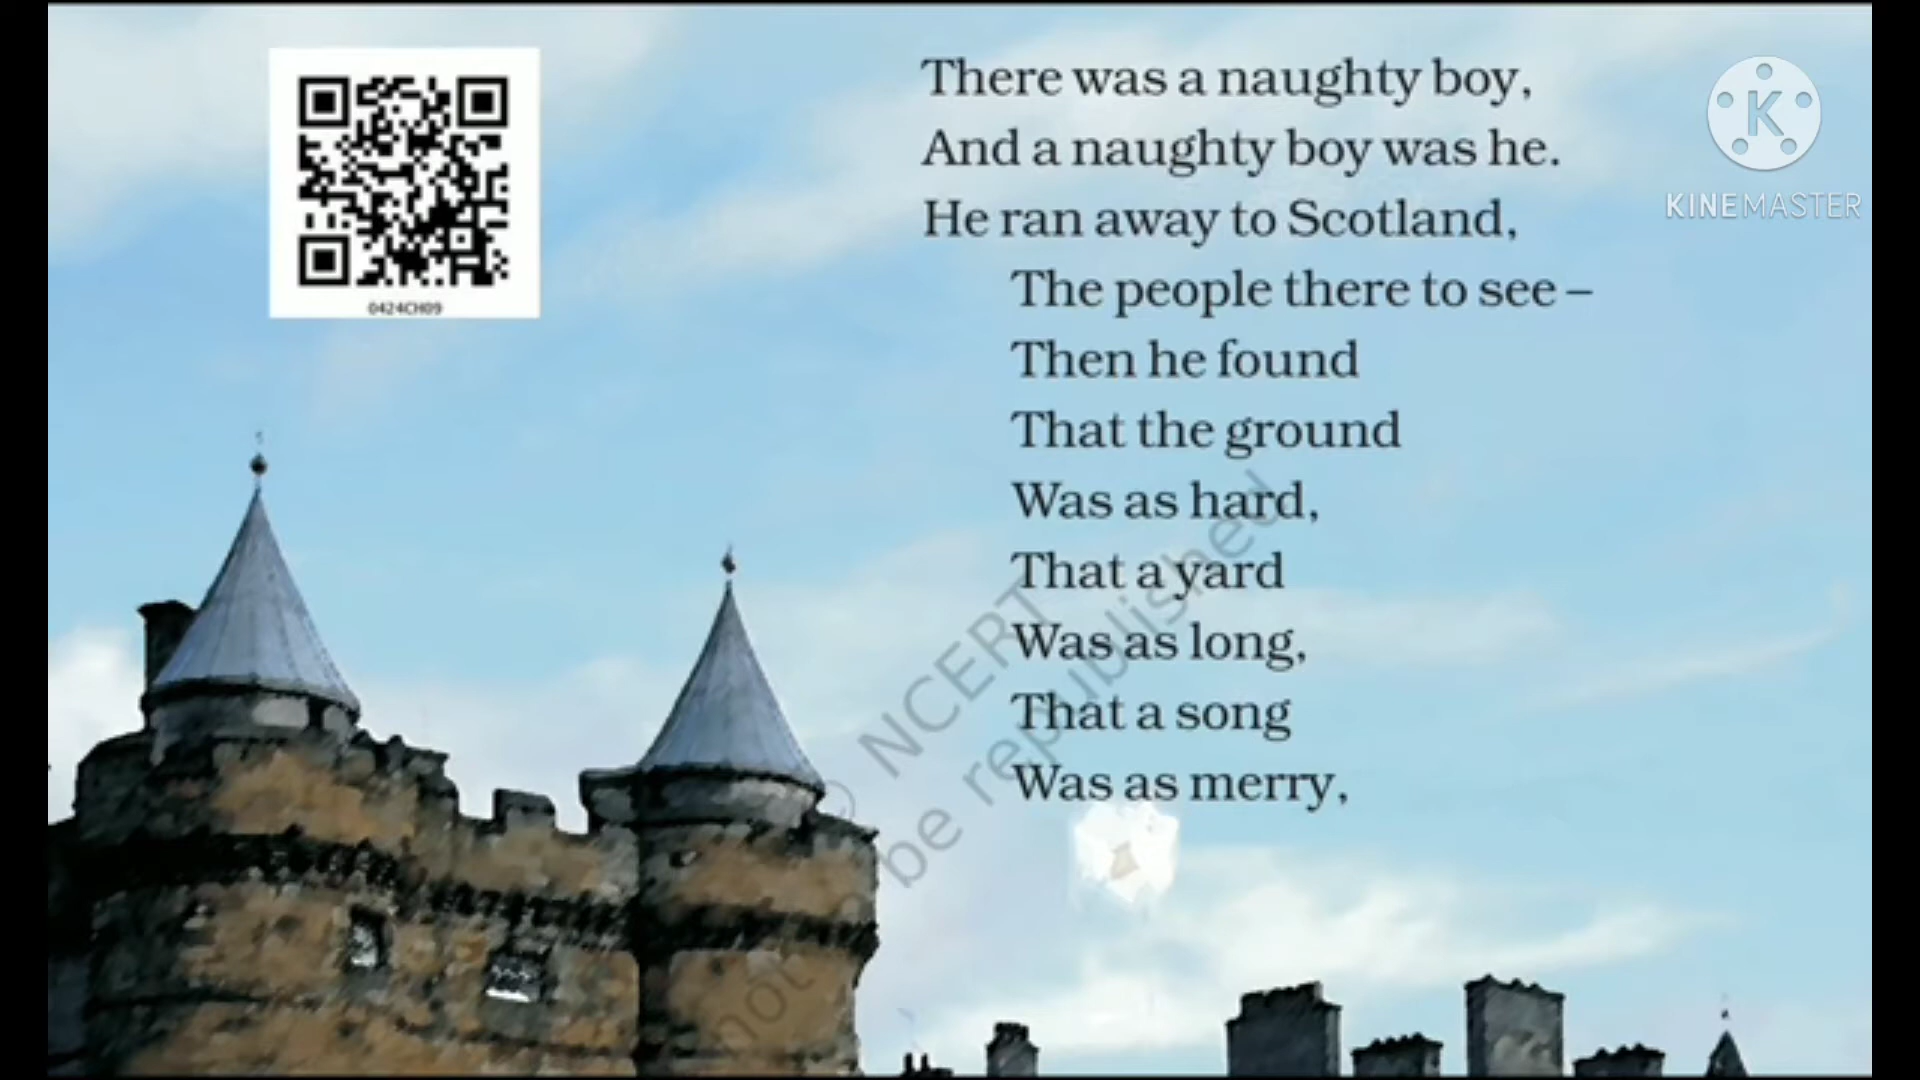 There was a naughty boy,
And a naughty boy was he.
He ran away to Scotland,
The people there to see –
Then he found
That the ground
Was as hard,
That a yard
Was as long,
That a song
Was as merry,
0424CH09
KINEMASTER
© NCERT
not be republished